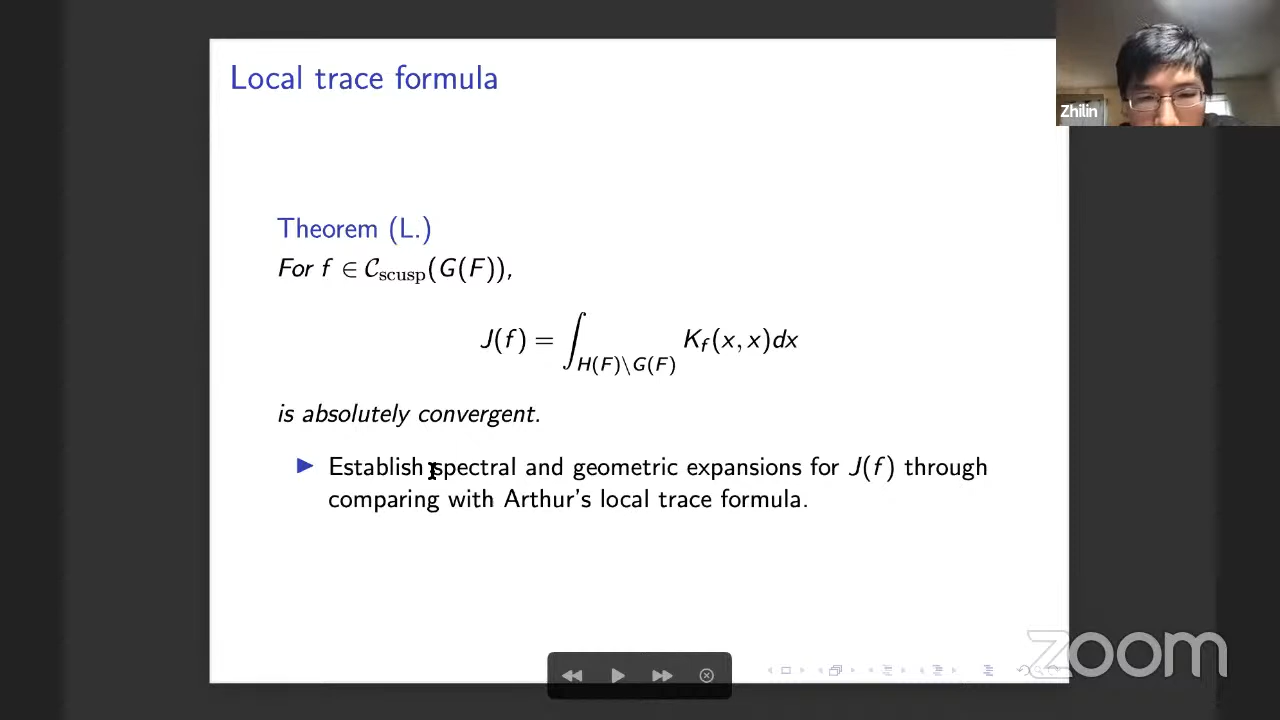 Local trace formula
Zhilin
Theorem (L.)
For f ∈ 𝒞_scusp(G(F)),
J(f) = ∫_{H(F)\G(F)} K_f(x, x)dx
is absolutely convergent.
▶ Establish spectral and geometric expansions for J(f) through
comparing with Arthur's local trace formula.
zoom